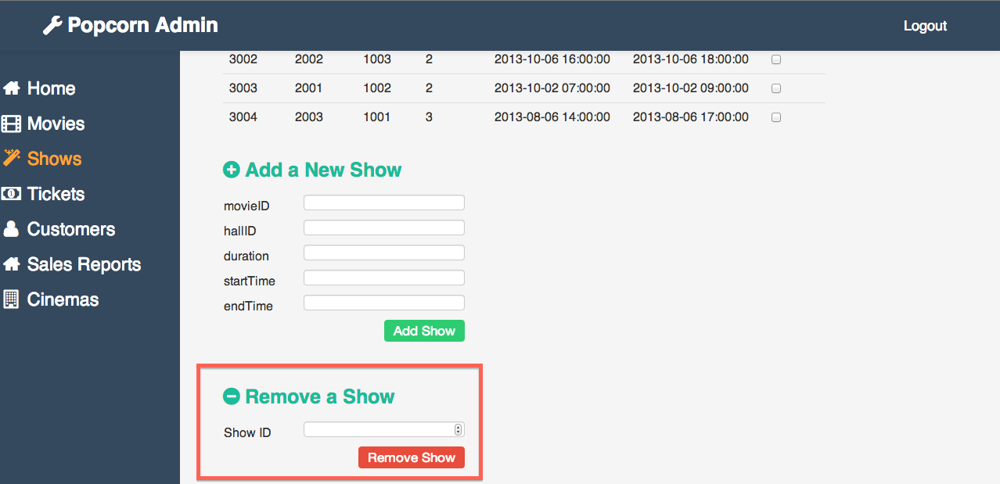 Popcorn Admin
Logout
3002 2002 1003 2 2013-10-06 16:00:00 2013-10-06 18:00:00
3003 2001 1002 2 2013-10-02 07:00:00 2013-10-02 09:00:00
3004 2003 1001 3 2013-08-06 14:00:00 2013-08-06 17:00:00
Home
Movies
Shows
Tickets
Customers
Sales Reports
Cinemas
Add a New Show
movieID
hallID
duration
startTime
endTime
Add Show
Remove a Show
Show ID
Remove Show